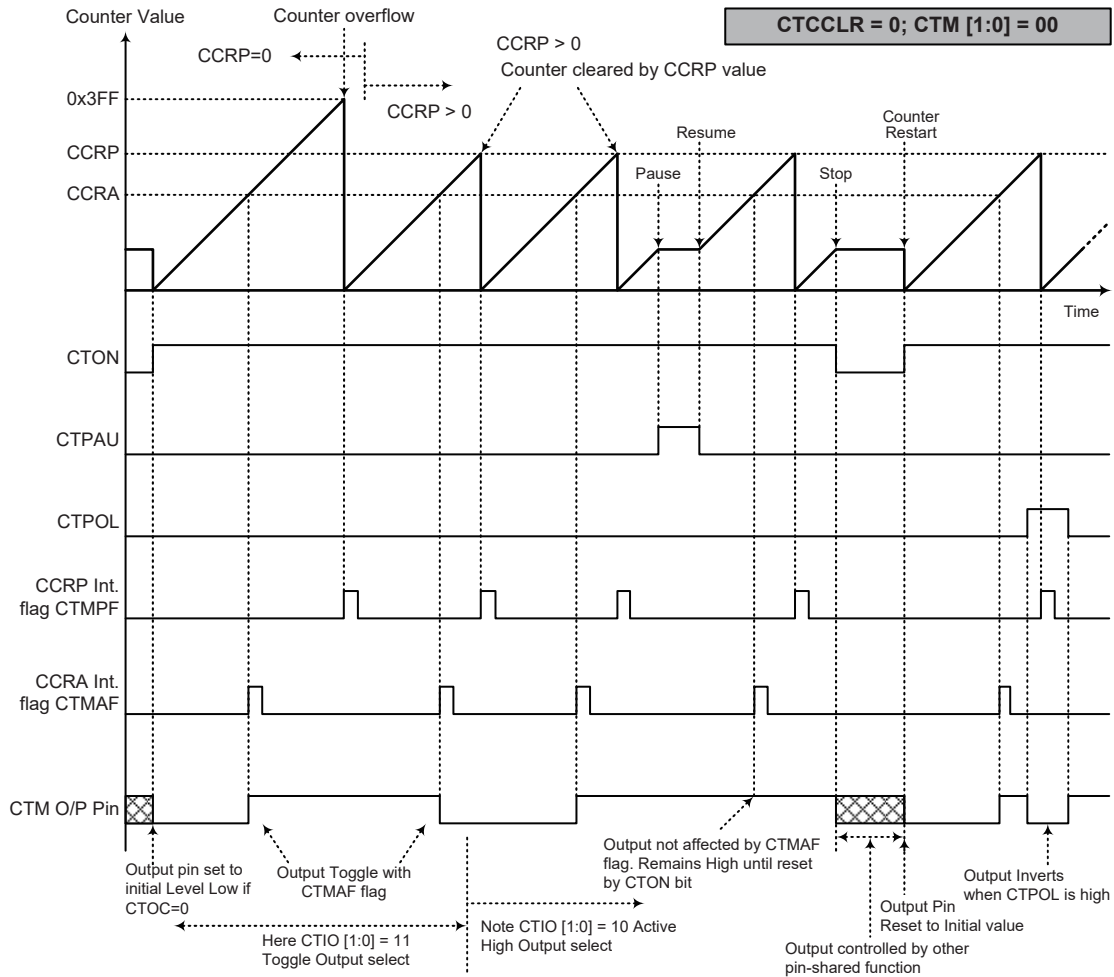 Counter Value
Counter overflow
CTCCLR = 0; CTM [1:0] = 00
CCRP=0
CCRP > 0
CCRP > 0
Counter cleared by CCRP value
0x3FF
CCRP
CCRA
Pause
Resume
Stop
Counter
Restart
Time
CTON
CTPAU
CTPOL
CCRP Int.
flag CTMPF
CCRA Int.
flag CTMAF
CTM O/P Pin
Output pin set to
initial Level Low if
CTOC=0
Output Toggle with
CTMAF flag
Here CTIO [1:0] = 11
Toggle Output select
Note CTIO [1:0] = 10 Active
High Output select
Output not affected by CTMAF
flag. Remains High until reset
by CTON bit
Output controlled by other
pin-shared function
Output Pin
Reset to Initial value
Output Inverts
when CTPOL is high